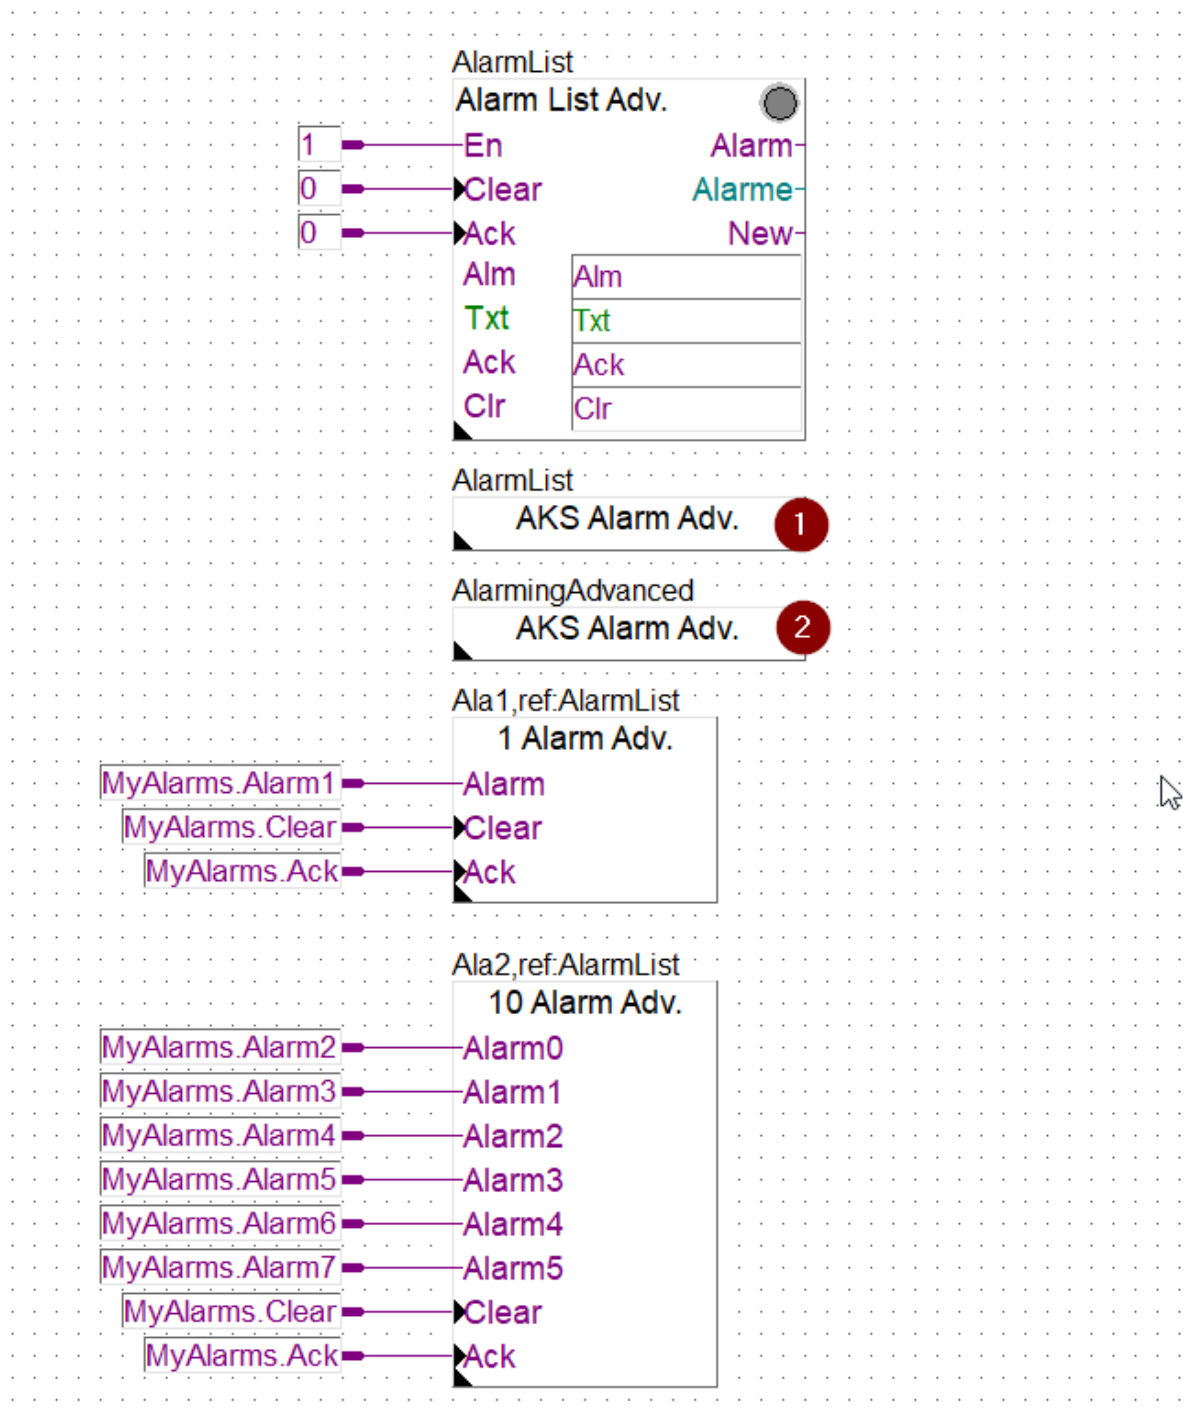 AlarmList
Alarm List Adv.
1 En Alarm
0 Clear Alarme
0 Ack New
Alm Alm
Txt Txt
Ack Ack
Clr Clr
AlarmList
AKS Alarm Adv. 1
AlarmingAdvanced
AKS Alarm Adv. 2
Ala1,ref:AlarmList
1 Alarm Adv.
MyAlarms.Alarm1 Alarm
MyAlarms.Clear Clear
MyAlarms.Ack Ack
Ala2,ref:AlarmList
10 Alarm Adv.
MyAlarms.Alarm2 Alarm0
MyAlarms.Alarm3 Alarm1
MyAlarms.Alarm4 Alarm2
MyAlarms.Alarm5 Alarm3
MyAlarms.Alarm6 Alarm4
MyAlarms.Alarm7 Alarm5
MyAlarms.Clear Clear
MyAlarms.Ack Ack